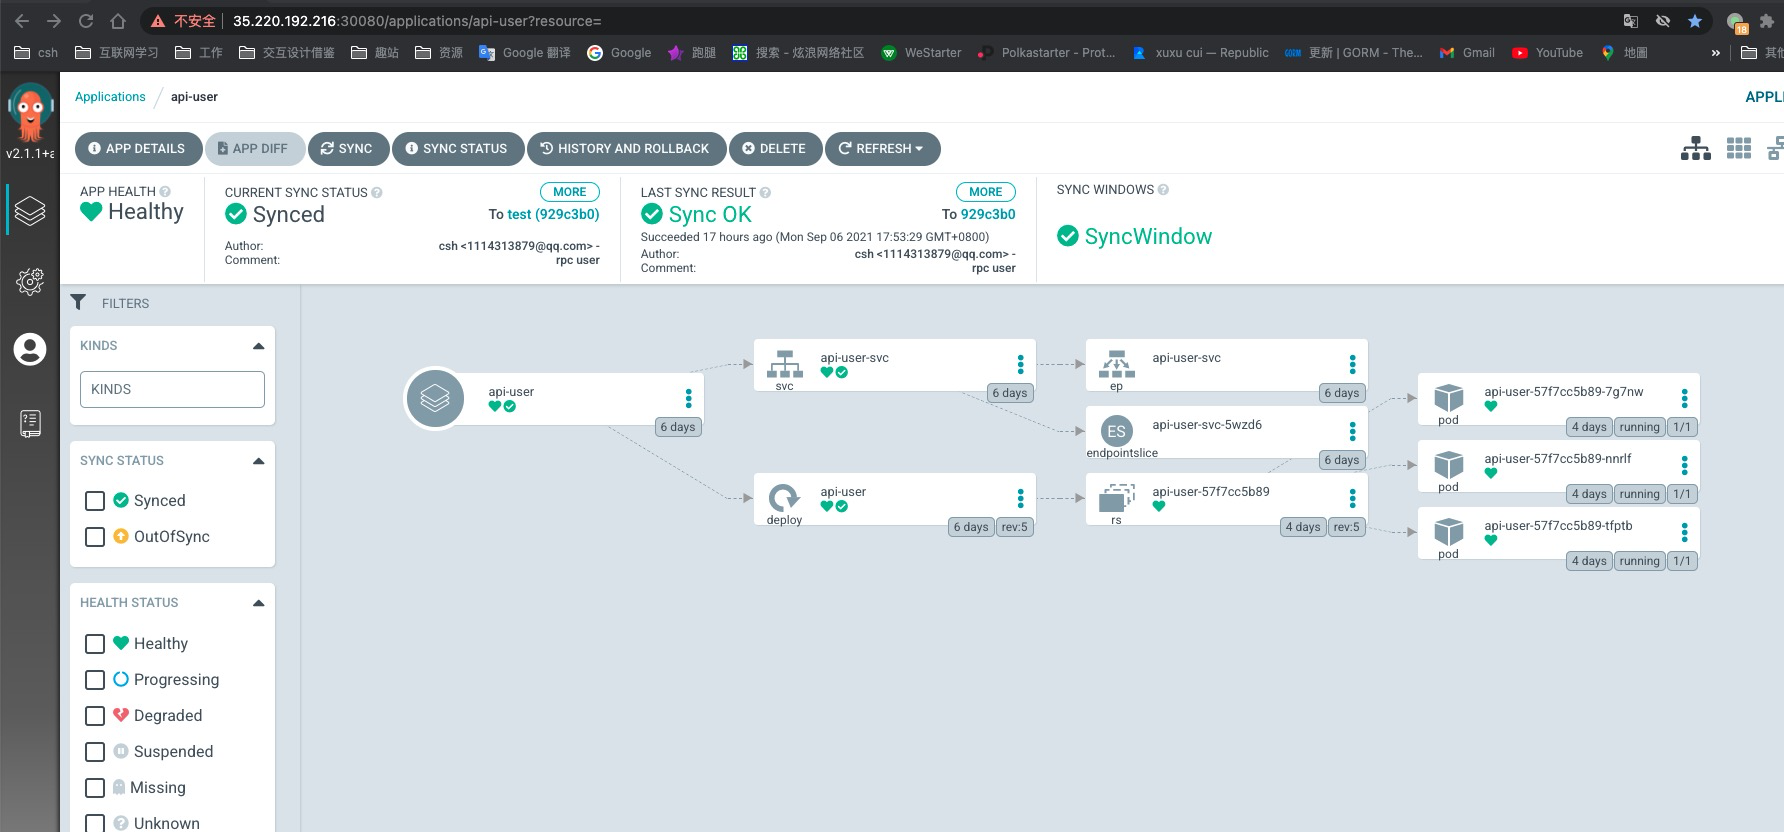 不安全 35.220.192.216:30080/applications/api-user?resource=
18
csh 互联网学习 工作 交互设计借鉴 趣站 资源 Google 翻译 Google 跑腿 搜索 - 炫浪网络社区 WeStarter Polkastarter - Prot... xuxu cui — Republic GORM 更新 | GORM - The... Gmail YouTube 地圖 »
v2.1.1+a
Applications / api-user
APPLI
APP DETAILS APP DIFF SYNC SYNC STATUS HISTORY AND ROLLBACK DELETE REFRESH
APP HEALTH
Healthy
CURRENT SYNC STATUS MORE
Synced To test (929c3b0)
Author: csh <1114313879@qq.com> -
Comment: rpc user
LAST SYNC RESULT MORE
Sync OK To 929c3b0
Succeeded 17 hours ago (Mon Sep 06 2021 17:53:29 GMT+0800)
Author: csh <1114313879@qq.com> -
Comment: rpc user
SYNC WINDOWS
SyncWindow
FILTERS
KINDS
KINDS
SYNC STATUS
Synced
OutOfSync
HEALTH STATUS
Healthy
Progressing
Degraded
Suspended
Missing
Unknown
api-user
6 days
api-user-svc
svc
6 days
api-user
deploy
6 days rev:5
api-user-svc
ep
6 days
ES
api-user-svc-5wzd6
endpointslice
6 days
api-user-57f7cc5b89
rs
4 days rev:5
api-user-57f7cc5b89-7g7nw
pod
4 days running 1/1
api-user-57f7cc5b89-nnrlf
pod
4 days running 1/1
api-user-57f7cc5b89-tfptb
pod
4 days running 1/1